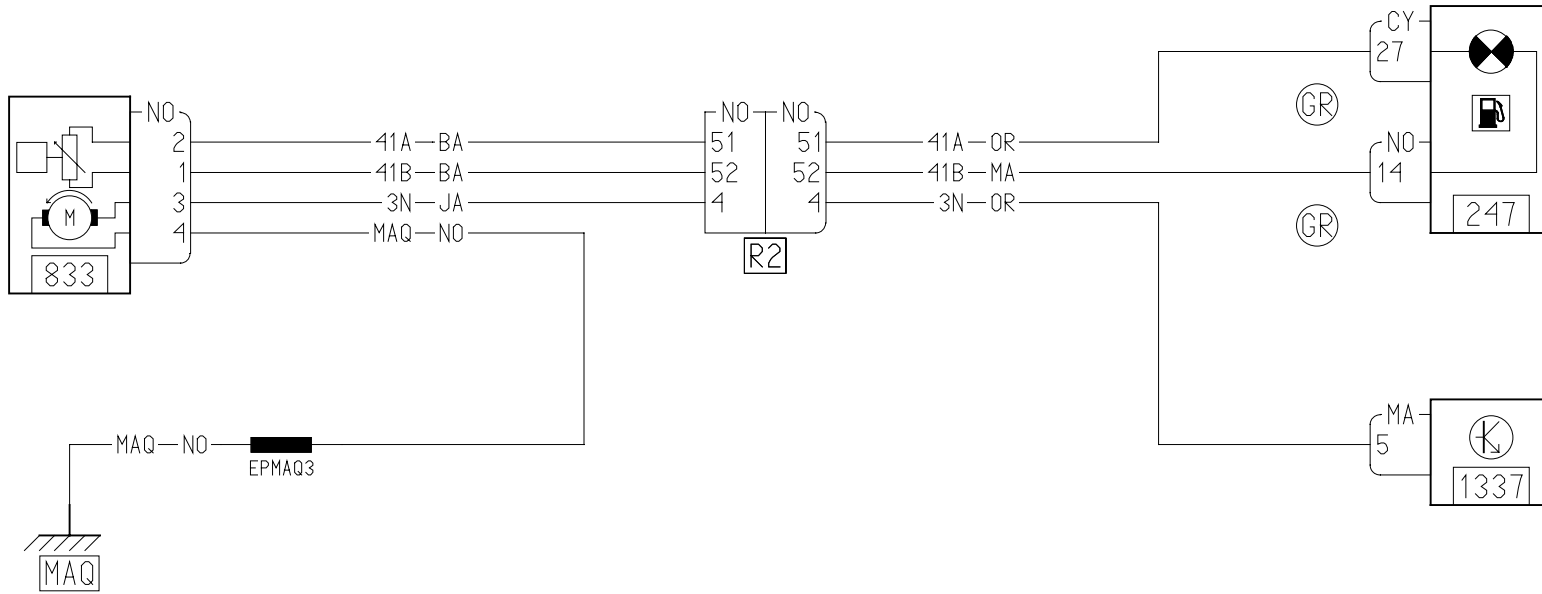 CY
27
GR
NO
NO NO
2 41A BA 51 51 41A OR
NO
1 41B BA 52 52 41B MA 14
3 3N JA 4 4 3N OR
M
4 MAQ NO
247
GR
R2
833
MA
5
MAQ NO
EPMAQ3
1337
MAQ